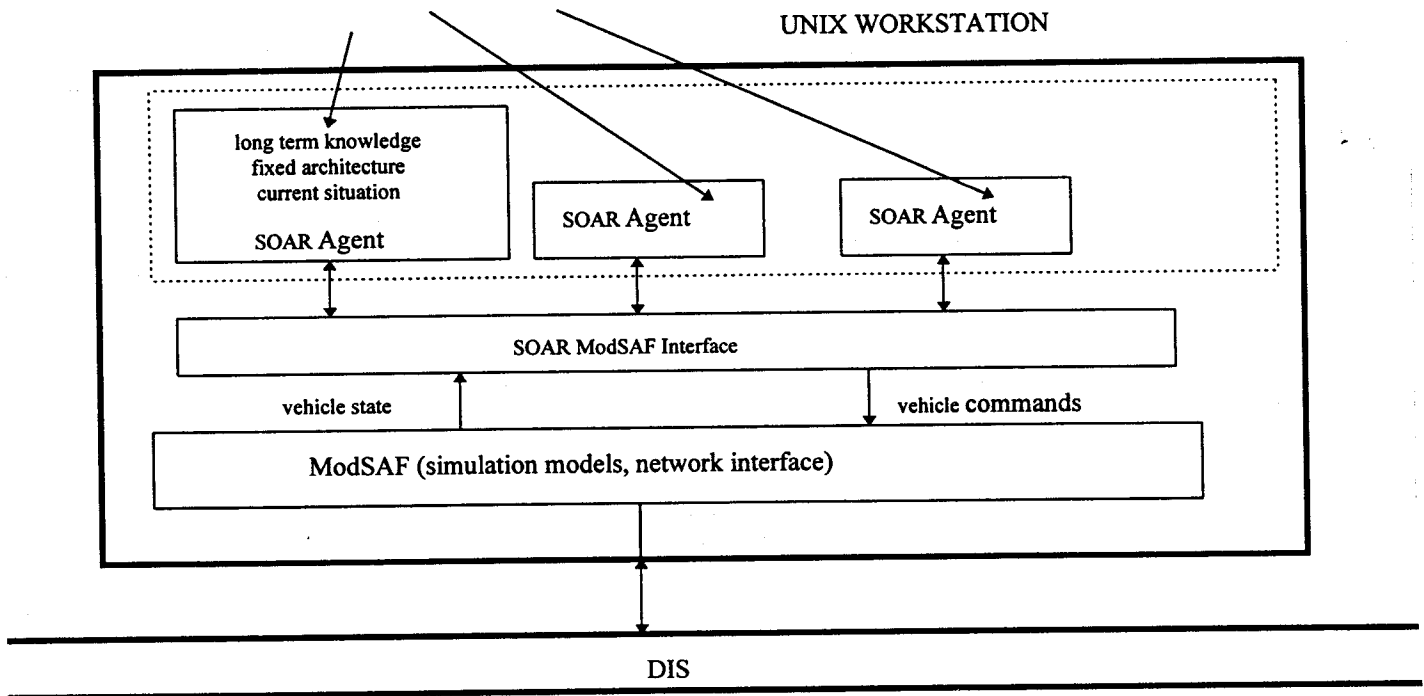 UNIX WORKSTATION
long term knowledge
fixed architecture
current situation
SOAR Agent
SOAR Agent
SOAR Agent
SOAR ModSAF Interface
vehicle state
vehicle commands
ModSAF (simulation models, network interface)
DIS